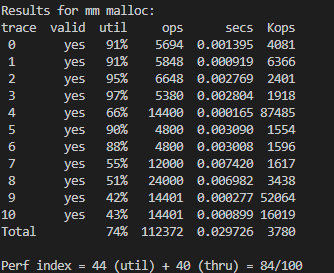 Results for mm malloc:
trace  valid  util     ops      secs  Kops
 0       yes   91%    5694  0.001395  4081
 1       yes   91%    5848  0.000919  6366
 2       yes   95%    6648  0.002769  2401
 3       yes   97%    5380  0.002804  1918
 4       yes   66%   14400  0.000165 87485
 5       yes   90%    4800  0.003090  1554
 6       yes   88%    4800  0.003008  1596
 7       yes   55%   12000  0.007420  1617
 8       yes   51%   24000  0.006982  3438
 9       yes   42%   14401  0.000277 52064
10       yes   43%   14401  0.000899 16019
Total          74%  112372  0.029726  3780
Perf index = 44 (util) + 40 (thru) = 84/100